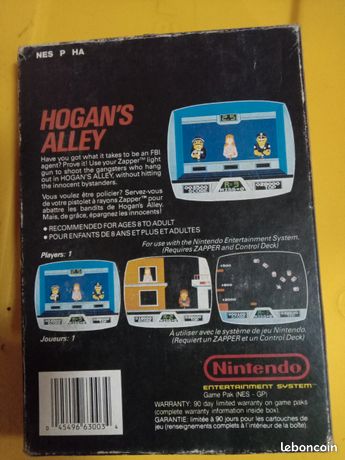 NES P HA
HOGAN'S
ALLEY
Have you got what it takes to be an FBI
agent? Prove it! Use your Zapper™ light
gun to shoot the gangsters who hang
out in HOGAN'S ALLEY, without hitting
the innocent bystanders.
Vous voulez être policier? Servez-vous
de votre pistolet à rayons Zapper™ pour
abattre les bandits de Hogan's Alley.
Mais, de grâce, épargnez les innocents!
• RECOMMENDED FOR AGES 8 TO ADULT
• POUR ENFANTS DE 8 ANS ET PLUS ET ADULTES
For use with the Nintendo Entertainment System.
(Requires ZAPPER and Control Deck)
Players: 1
Joueurs: 1
À utiliser avec le système de jeu Nintendo.
(Requiert un ZAPPER et un Control Deck)
Nintendo
ENTERTAINMENT SYSTEM™
Game Pak (NES - GP)
WARRANTY: 90 day limited warranty on game paks
(complete warranty information inside box).
GARANTIE: limitée à 90 jours pour les cartouches de
jeu (renseignements complets à l'intérieur de la boîte).
0 45496 63003 4
leboncoin